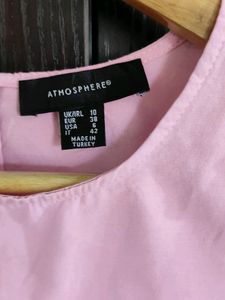 ATMOSPHERE®
UK/IRL 10
EUR 38
USA 6
IT 42
MADE IN
TURKEY